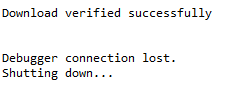 Download verified successfully
Debugger connection lost.
Shutting down...